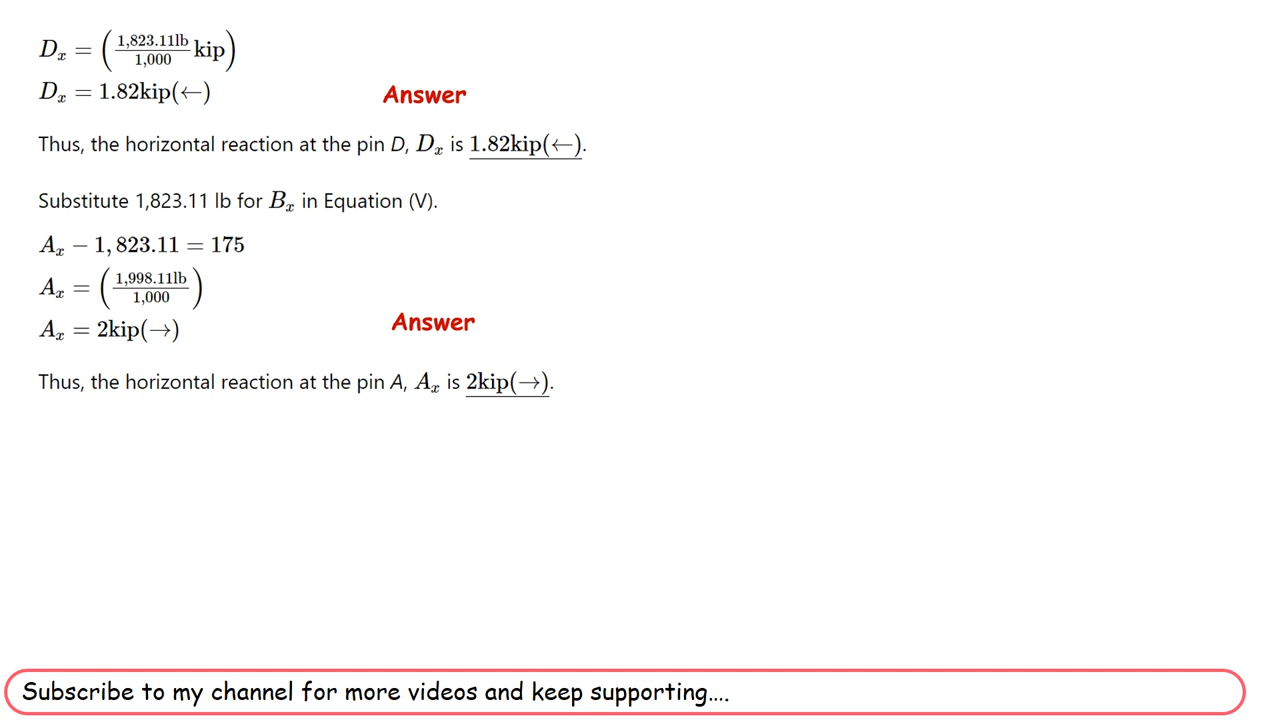 D_x = (1,823.11lb/1,000 kip)
D_x = 1.82kip(←)
Answer
Thus, the horizontal reaction at the pin D, D_x is 1.82kip(←).
Substitute 1,823.11 lb for B_x in Equation (V).
A_x − 1,823.11 = 175
A_x = (1,998.11lb/1,000)
A_x = 2kip(→)
Answer
Thus, the horizontal reaction at the pin A, A_x is 2kip(→).
Subscribe to my channel for more videos and keep supporting....